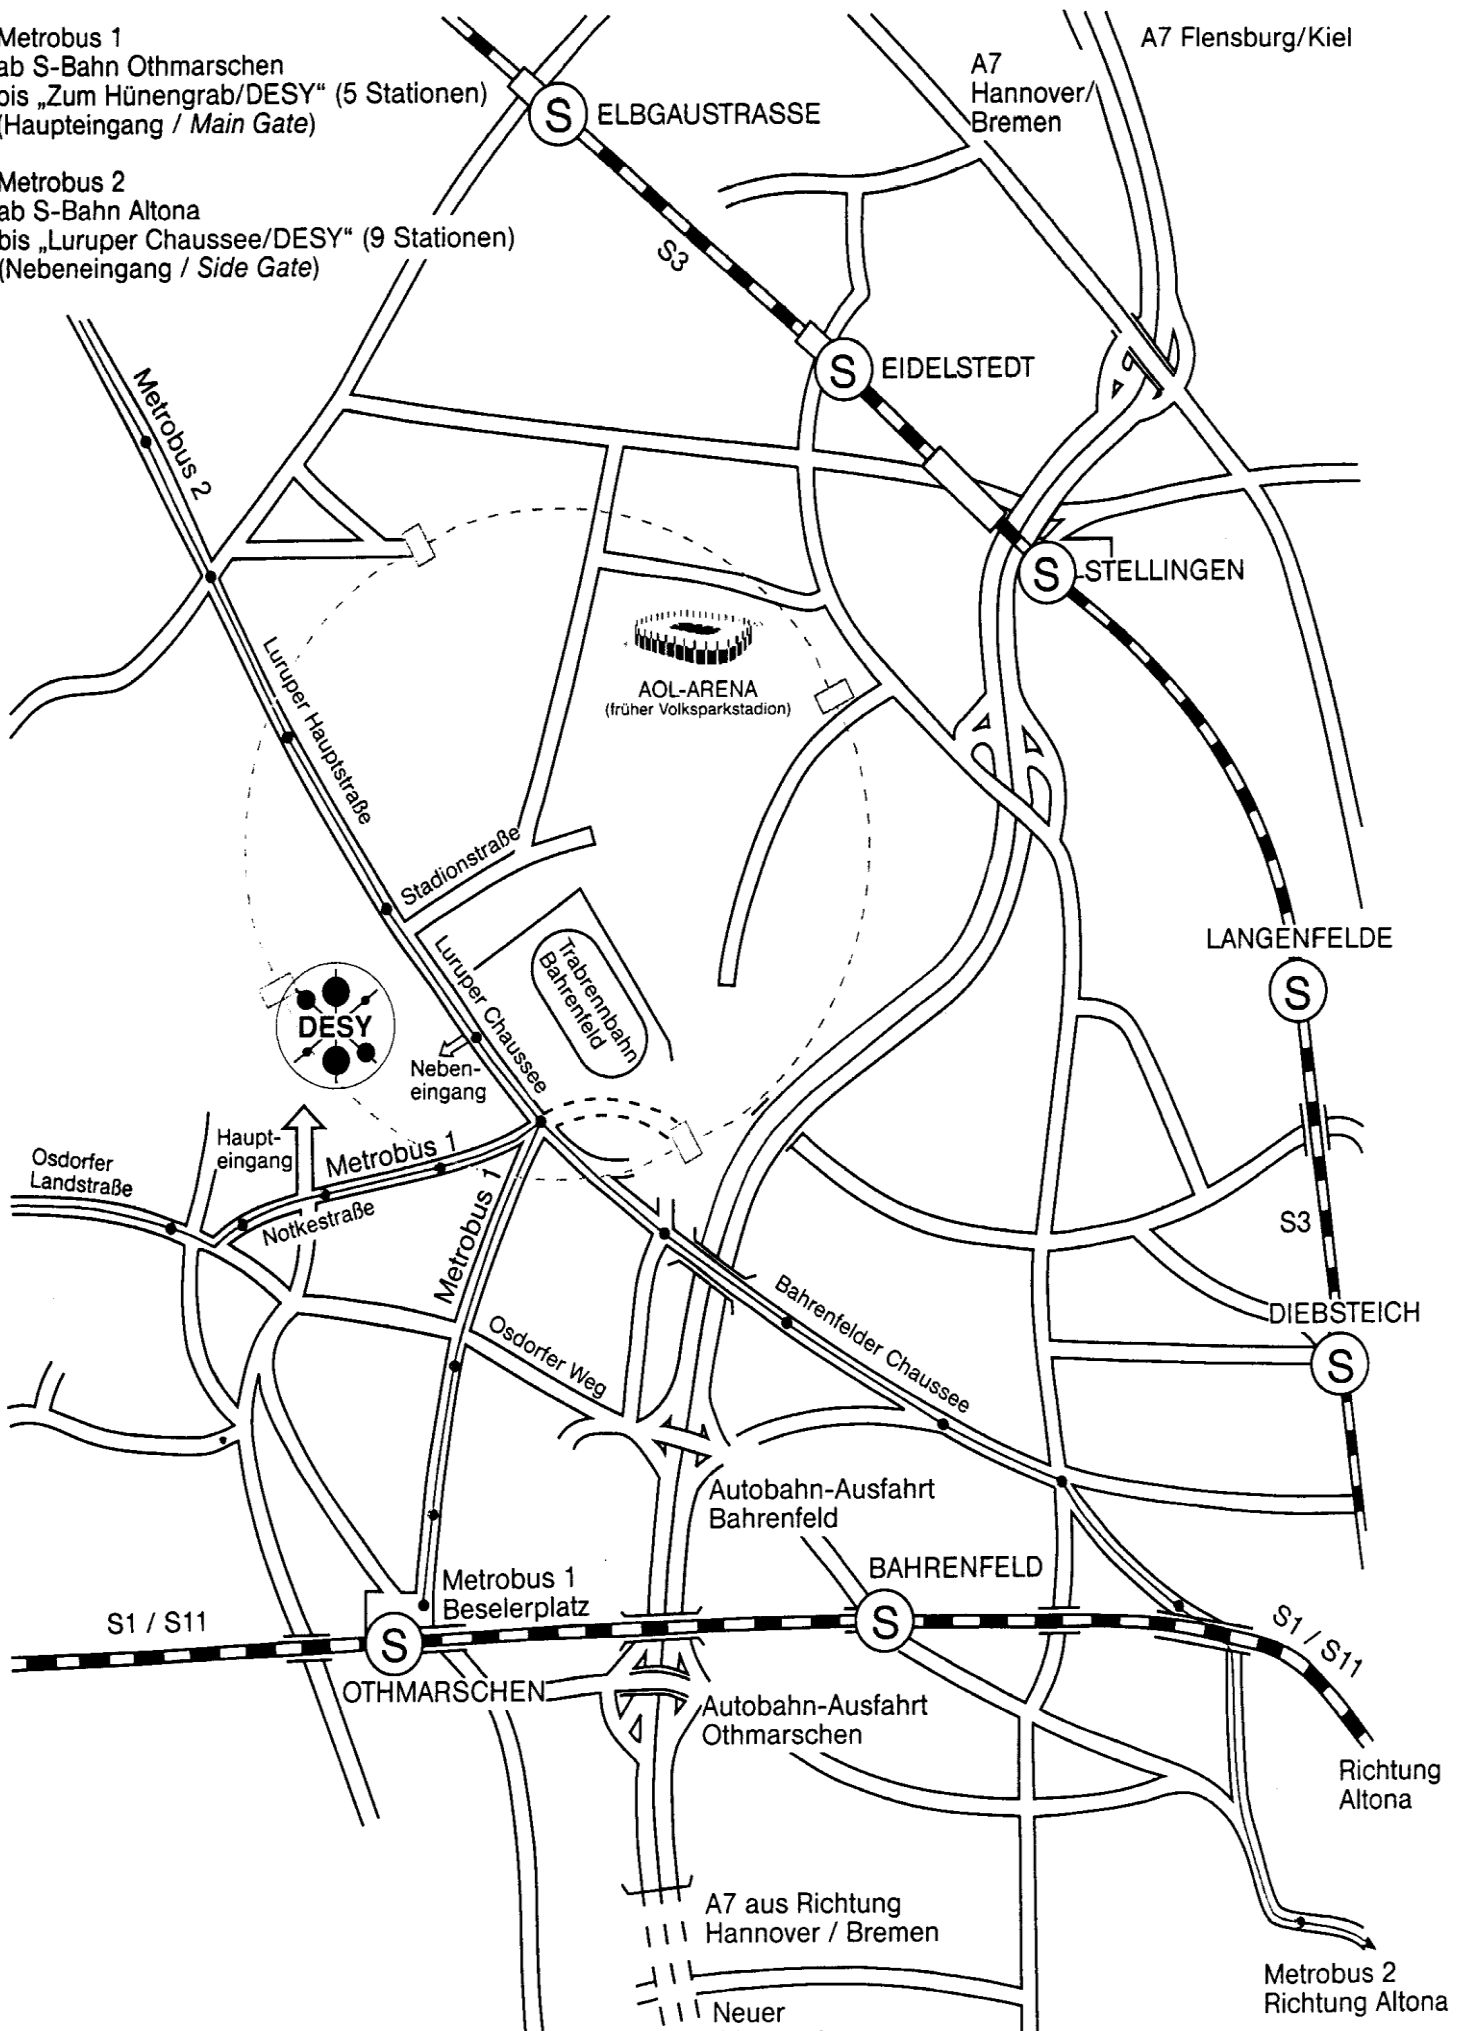 Metrobus 1
ab S-Bahn Othmarschen
bis „Zum Hünengrab/DESY“ (5 Stationen)
(Haupteingang / Main Gate)
Metrobus 2
ab S-Bahn Altona
bis „Luruper Chaussee/DESY“ (9 Stationen)
(Nebeneingang / Side Gate)
A7 Flensburg/Kiel
A7
Hannover/
Bremen
S ELBGAUSTRASSE
S3
S EIDELSTEDT
Metrobus 2
S STELLINGEN
Luruper Hauptstraße
AOL-ARENA
(früher Volksparkstadion)
Stadionstraße
LANGENFELDE
S
Luruper Chaussee
Trabrennbahn
Bahrenfeld
DESY
Neben-
eingang
Haupt-
eingang
Metrobus 1
Osdorfer
Landstraße
Notkestraße
Metrobus 1
S3
Bahrenfelder Chaussee
DIEBSTEICH
S
Osdorfer Weg
Autobahn-Ausfahrt
Bahrenfeld
BAHRENFELD
S
Metrobus 1
Beselerplatz
S1 / S11
S
OTHMARSCHEN
S1 / S11
Autobahn-Ausfahrt
Othmarschen
Richtung
Altona
A7 aus Richtung
Hannover / Bremen
Metrobus 2
Richtung Altona
Neuer